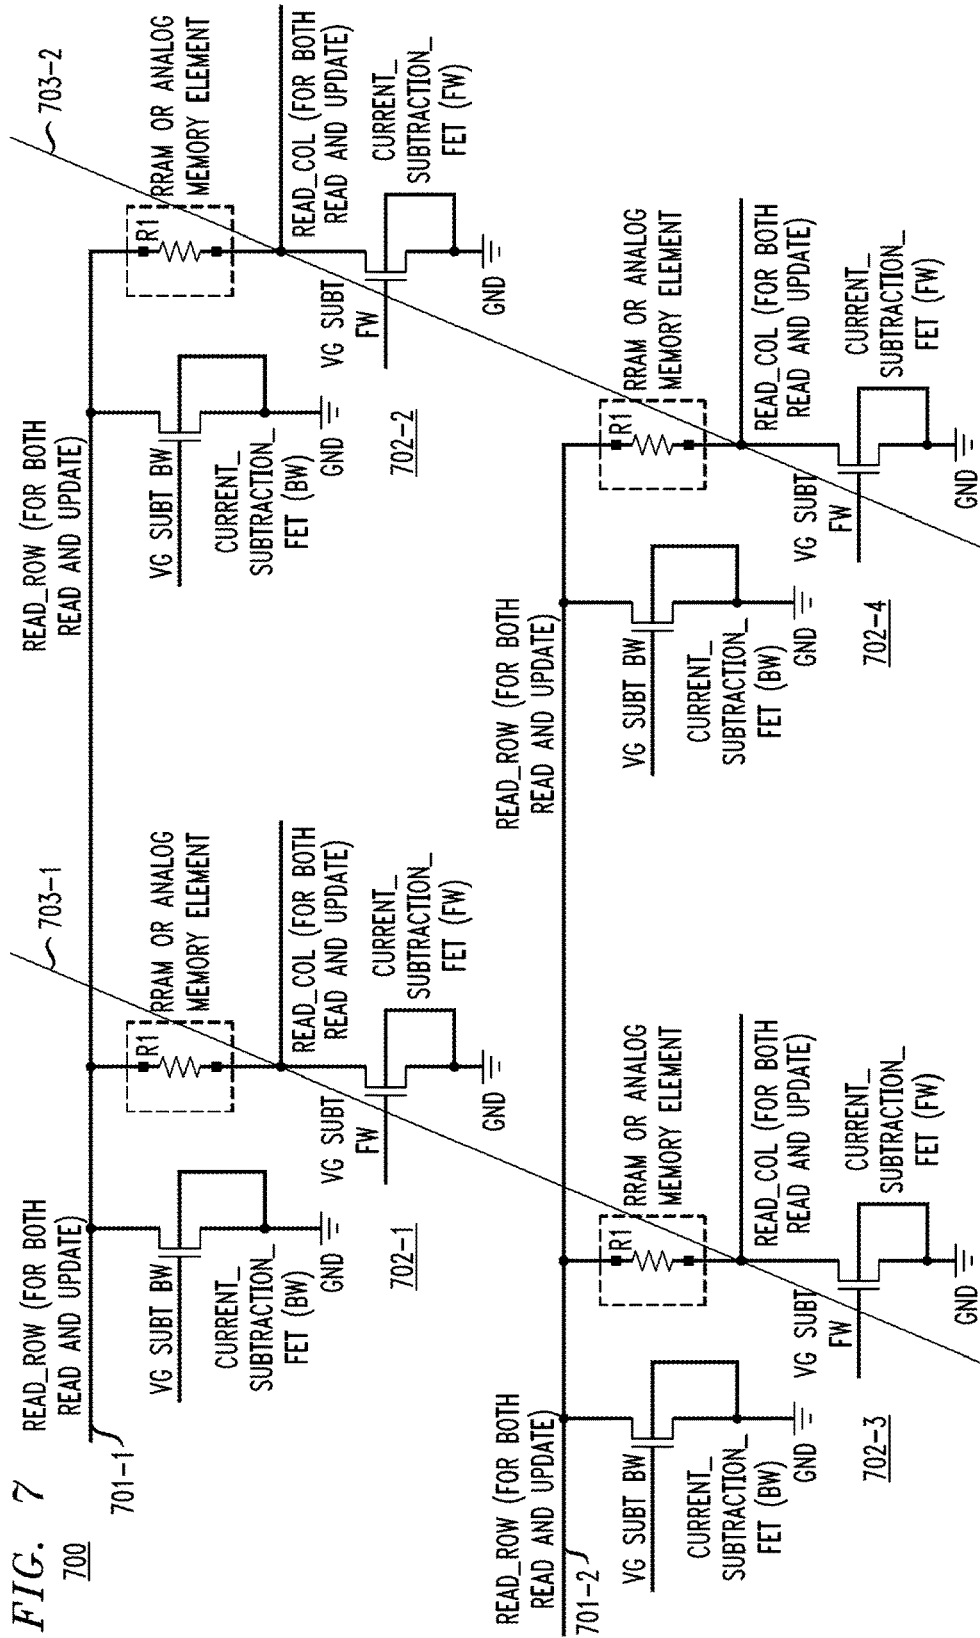 FIG. 7
700
701-1
READ_ROW (FOR BOTH
READ AND UPDATE)
VG SUBT BW
CURRENT_
SUBTRACTION_
FET (BW)
GND
702-1
703-1
R1
RRAM OR ANALOG
MEMORY ELEMENT
READ_COL (FOR BOTH
READ AND UPDATE)
VG SUBT
FW
CURRENT_
SUBTRACTION_
FET (FW)
GND
READ_ROW (FOR BOTH
READ AND UPDATE)
VG SUBT BW
CURRENT_
SUBTRACTION_
FET (BW)
GND
702-2
703-2
R1
RRAM OR ANALOG
MEMORY ELEMENT
READ_COL (FOR BOTH
READ AND UPDATE)
VG SUBT
FW
CURRENT_
SUBTRACTION_
FET (FW)
GND
701-2
READ_ROW (FOR BOTH
READ AND UPDATE)
VG SUBT BW
CURRENT_
SUBTRACTION_
FET (BW)
GND
702-3
R1
RRAM OR ANALOG
MEMORY ELEMENT
READ_COL (FOR BOTH
READ AND UPDATE)
VG SUBT
FW
CURRENT_
SUBTRACTION_
FET (FW)
GND
READ_ROW (FOR BOTH
READ AND UPDATE)
VG SUBT BW
CURRENT_
SUBTRACTION_
FET (BW)
GND
702-4
R1
RRAM OR ANALOG
MEMORY ELEMENT
READ_COL (FOR BOTH
READ AND UPDATE)
VG SUBT
FW
CURRENT_
SUBTRACTION_
FET (FW)
GND